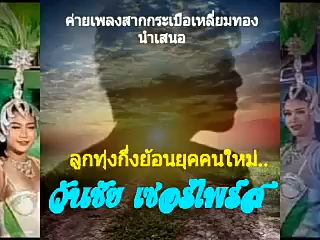 ค่ายเพลงสากกระเบือเหลี่ยมทอง
นำเสนอ
ลูกทุ่งกึ่งย้อนยุคคนใหม่..
วันชัย เซอร์ไพร์ส